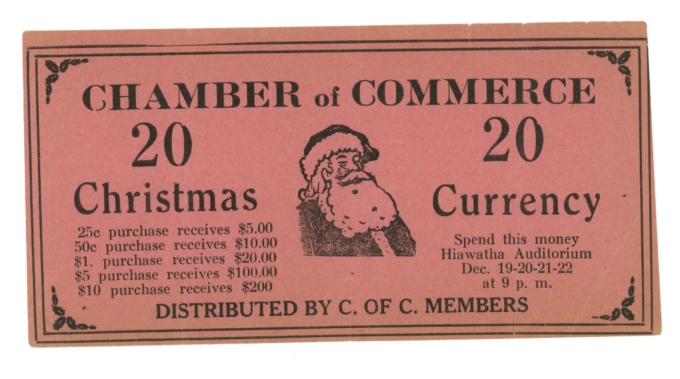 CHAMBER of COMMERCE
20 20
Christmas
25c purchase receives $5.00
50c purchase receives $10.00
$1. purchase receives $20.00
$5 purchase receives $100.00
$10 purchase receives $200
Currency
Spend this money
Hiawatha Auditorium
Dec. 19-20-21-22
at 9 p. m.
DISTRIBUTED BY C. OF C. MEMBERS